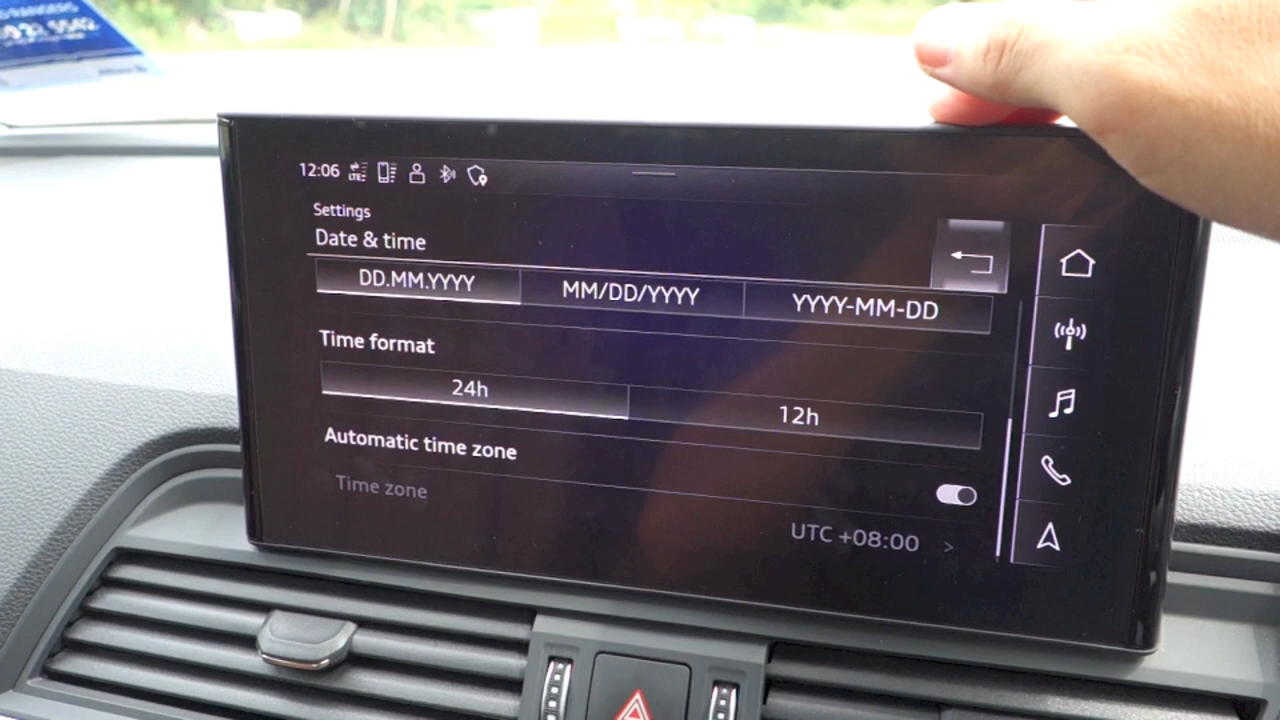 12:06 LTE
Settings
Date & time
DD.MM.YYYY MM/DD/YYYY YYYY-MM-DD
Time format
24h 12h
Automatic time zone
Time zone
UTC +08:00 >